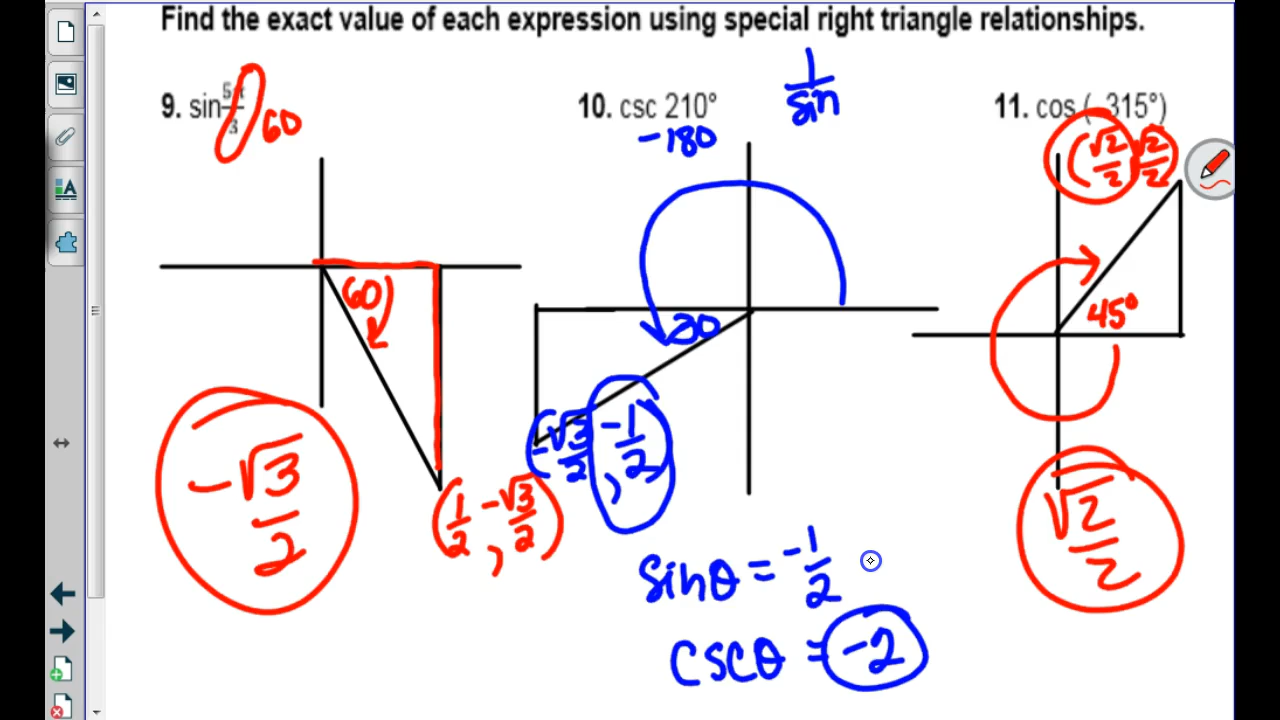 Find the exact value of each expression using special right triangle relationships.
9. sin 5π/3
60
10. csc 210°
-180
1/sin
11. cos (-315°)
(√2/2 √2/2)
60
30
45°
-√3/2
(1/2, -√3/2)
(-√3/2, -1/2)
√2/2
sinθ = -1/2
cscθ = -2